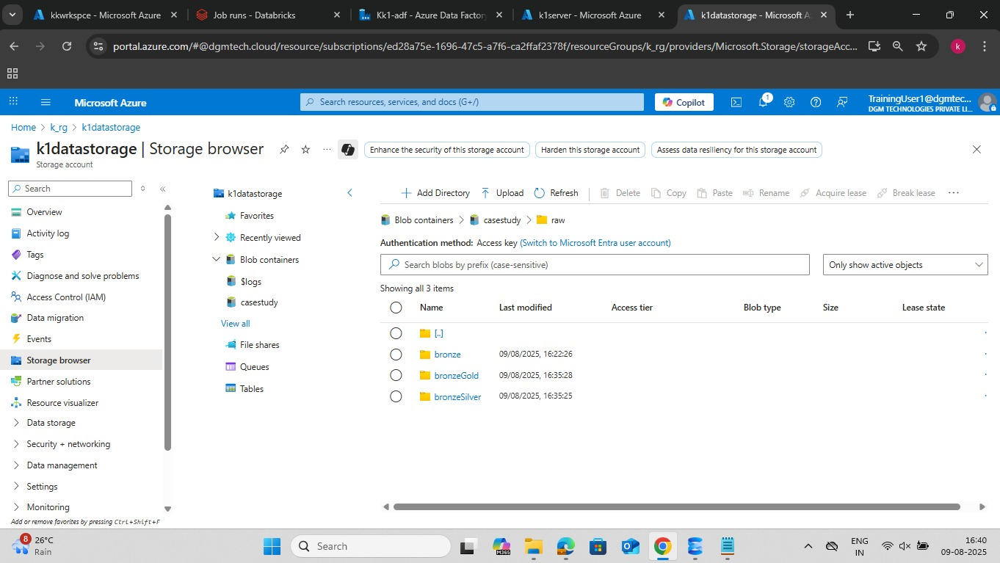 kkwrkspce - Microsoft Azure
Job runs - Databricks
Kk1-adf - Azure Data Factory
k1server - Microsoft Azure
k1datastorage - Microsoft A
portal.azure.com/#@dgmtech.cloud/resource/subscriptions/ed28a75e-1696-47c5-a7f6-ca2ffaf2378f/resourceGroups/k_rg/providers/Microsoft.Storage/storageAcc...
k
Microsoft Azure
Search resources, services, and docs (G+/)
Copilot
1
TrainingUser1@dgmtec...
DGM TECHNOLOGIES PRIVATE LI...
Home > k_rg > k1datastorage
k1datastorage | Storage browser
Storage account
Enhance the security of this storage account
Harden this storage account
Assess data resiliency for this storage account
Search
Overview
Activity log
Tags
Diagnose and solve problems
Access Control (IAM)
Data migration
Events
Storage browser
Partner solutions
Resource visualizer
Data storage
Security + networking
Data management
Settings
Monitoring
Add or remove favorites by pressing Ctrl+Shift+F
k1datastorage
Favorites
Recently viewed
Blob containers
$logs
casestudy
View all
File shares
Queues
Tables
Add Directory
Upload
Refresh
Delete
Copy
Paste
Rename
Acquire lease
Break lease
Blob containers > casestudy > raw
Authentication method: Access key (Switch to Microsoft Entra user account)
Search blobs by prefix (case-sensitive)
Only show active objects
Showing all 3 items
Name Last modified Access tier Blob type Size Lease state
[..]
bronze 09/08/2025, 16:22:26
bronzeGold 09/08/2025, 16:35:28
bronzeSilver 09/08/2025, 16:35:25
8
26°C
Rain
Search
M365
ENG
IN
16:40
09-08-2025